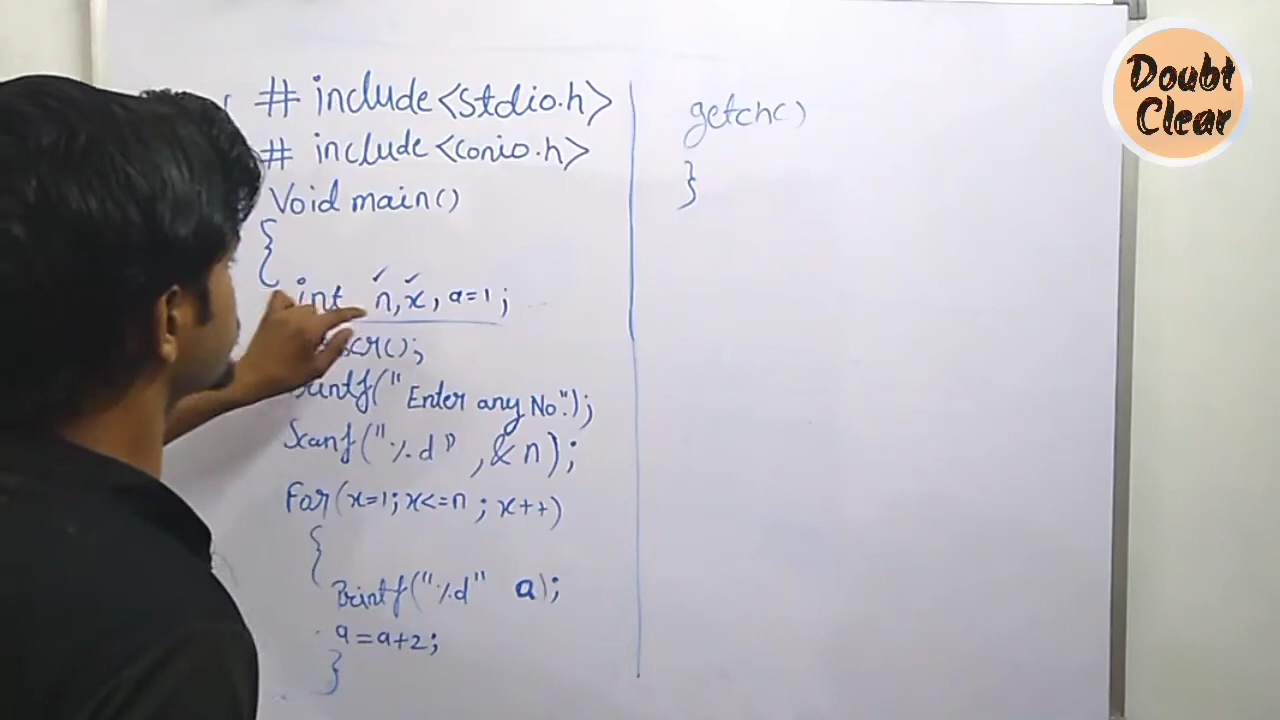 # include <stdio.h>
# include <conio.h>
Void main()
{
int n, x, a=1;
scr();
Printf("Enter any No.");
Scanf("%d" , & n);
For(x=1; x<=n ; x++)
{
Printf("%d" a);
a=a+2;
}
getch()
}
Doubt
Clear